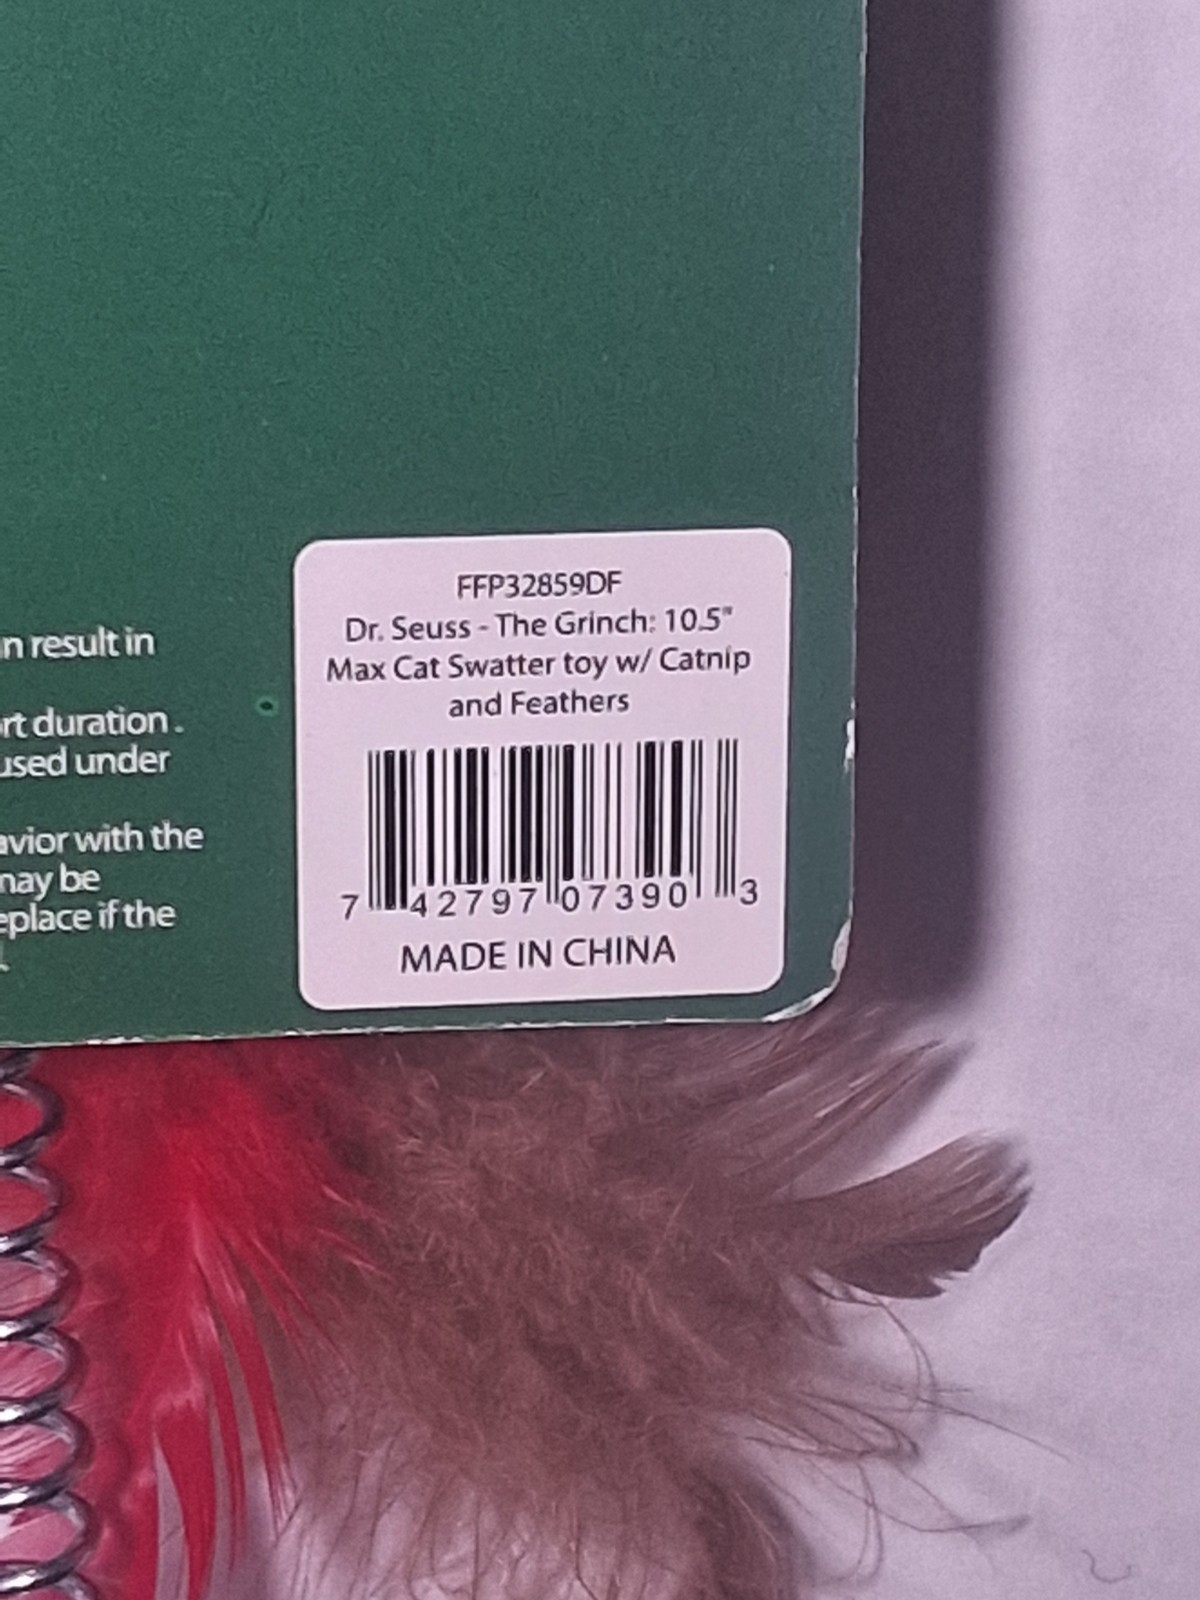 n result in
rt duration .
used under
avior with the
may be
eplace if the
FFP32859DF
Dr. Seuss - The Grinch: 10.5"
Max Cat Swatter toy w/ Catnip
and Feathers
7 42797 07390 3
MADE IN CHINA